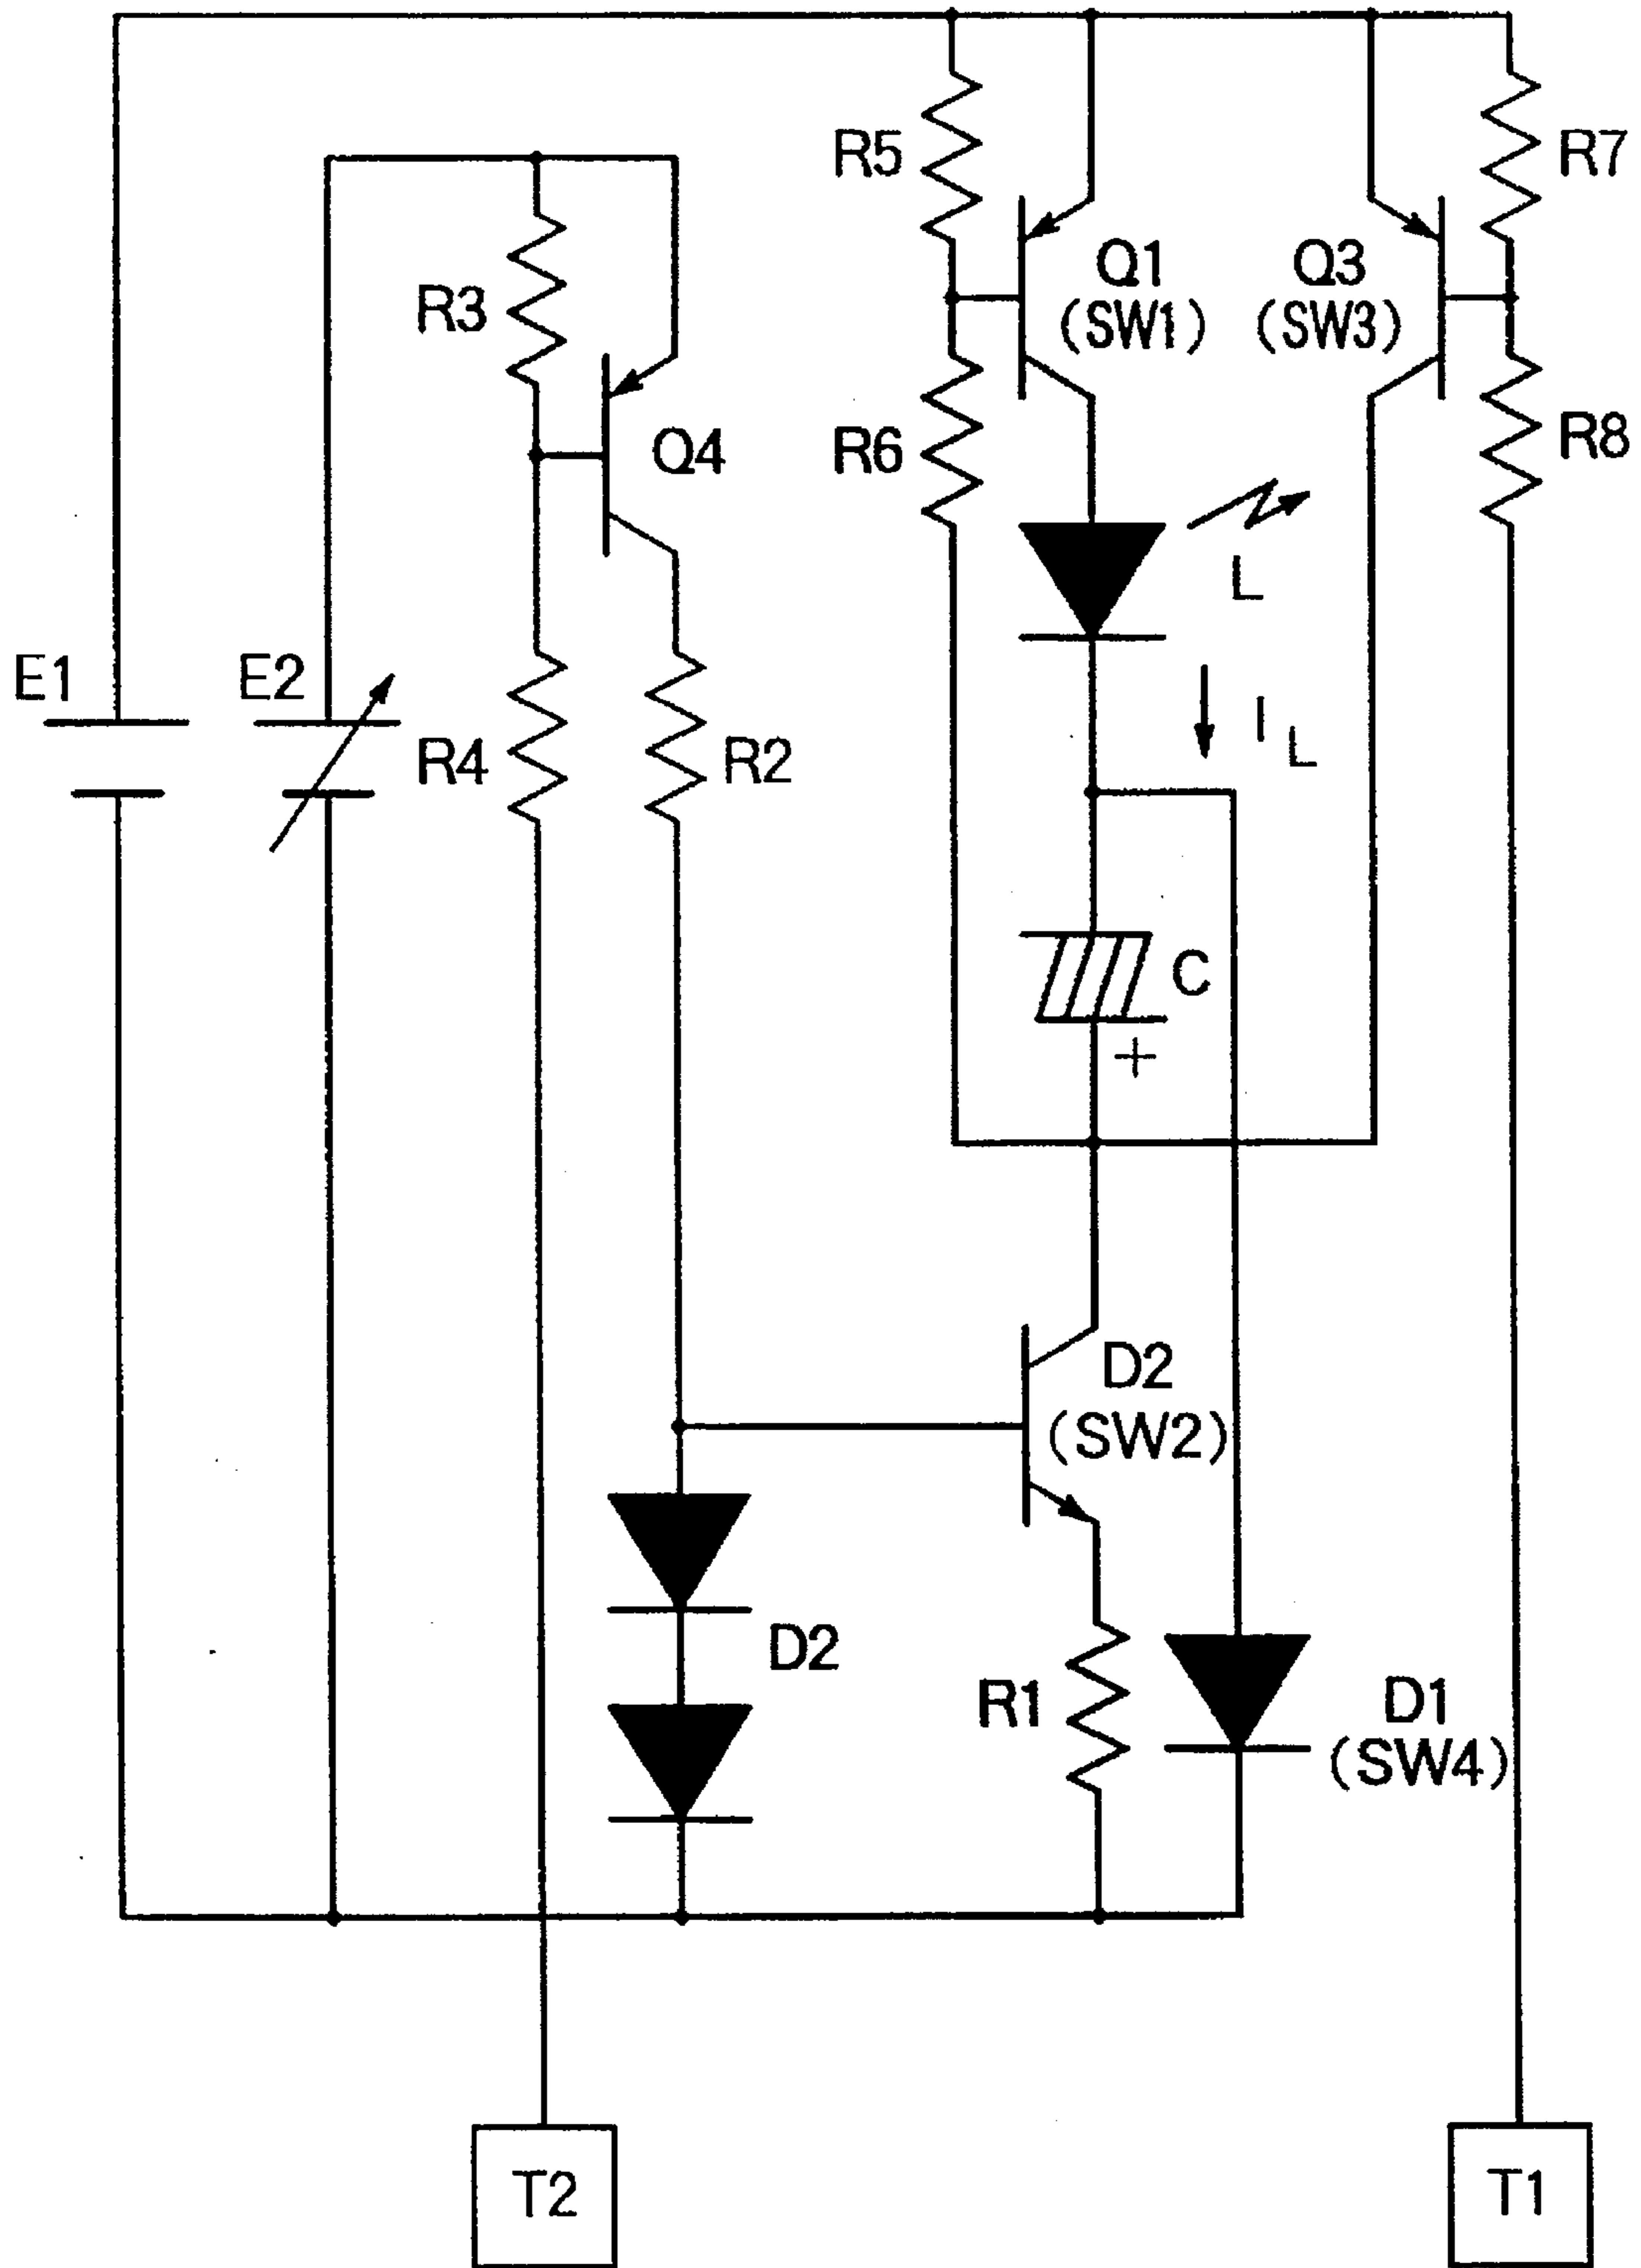 R5
R7
R3
Q1
(SW1)
Q3
(SW3)
Q4
R6
R8
L
E1
E2
R4
R2
I L
C
+
D2
(SW2)
D2
R1
D1
(SW4)
T2
T1